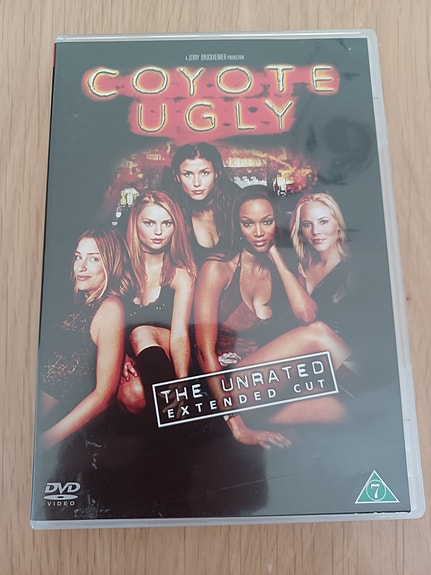 A JERRY BRUCKHEIMER PRODUCTION
COYOTE
UGLY
THE UNRATED
EXTENDED CUT
DVD
VIDEO
7